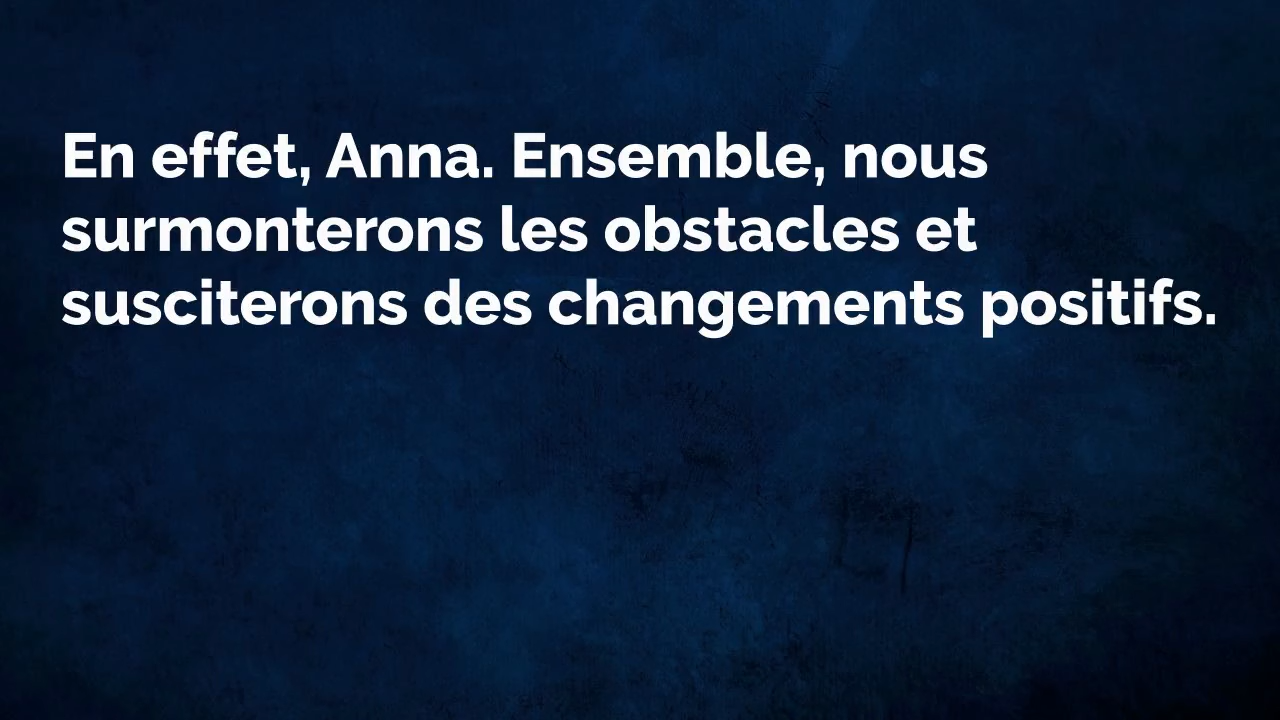 En effet, Anna. Ensemble, nous
surmonterons les obstacles et
susciterons des changements positifs.